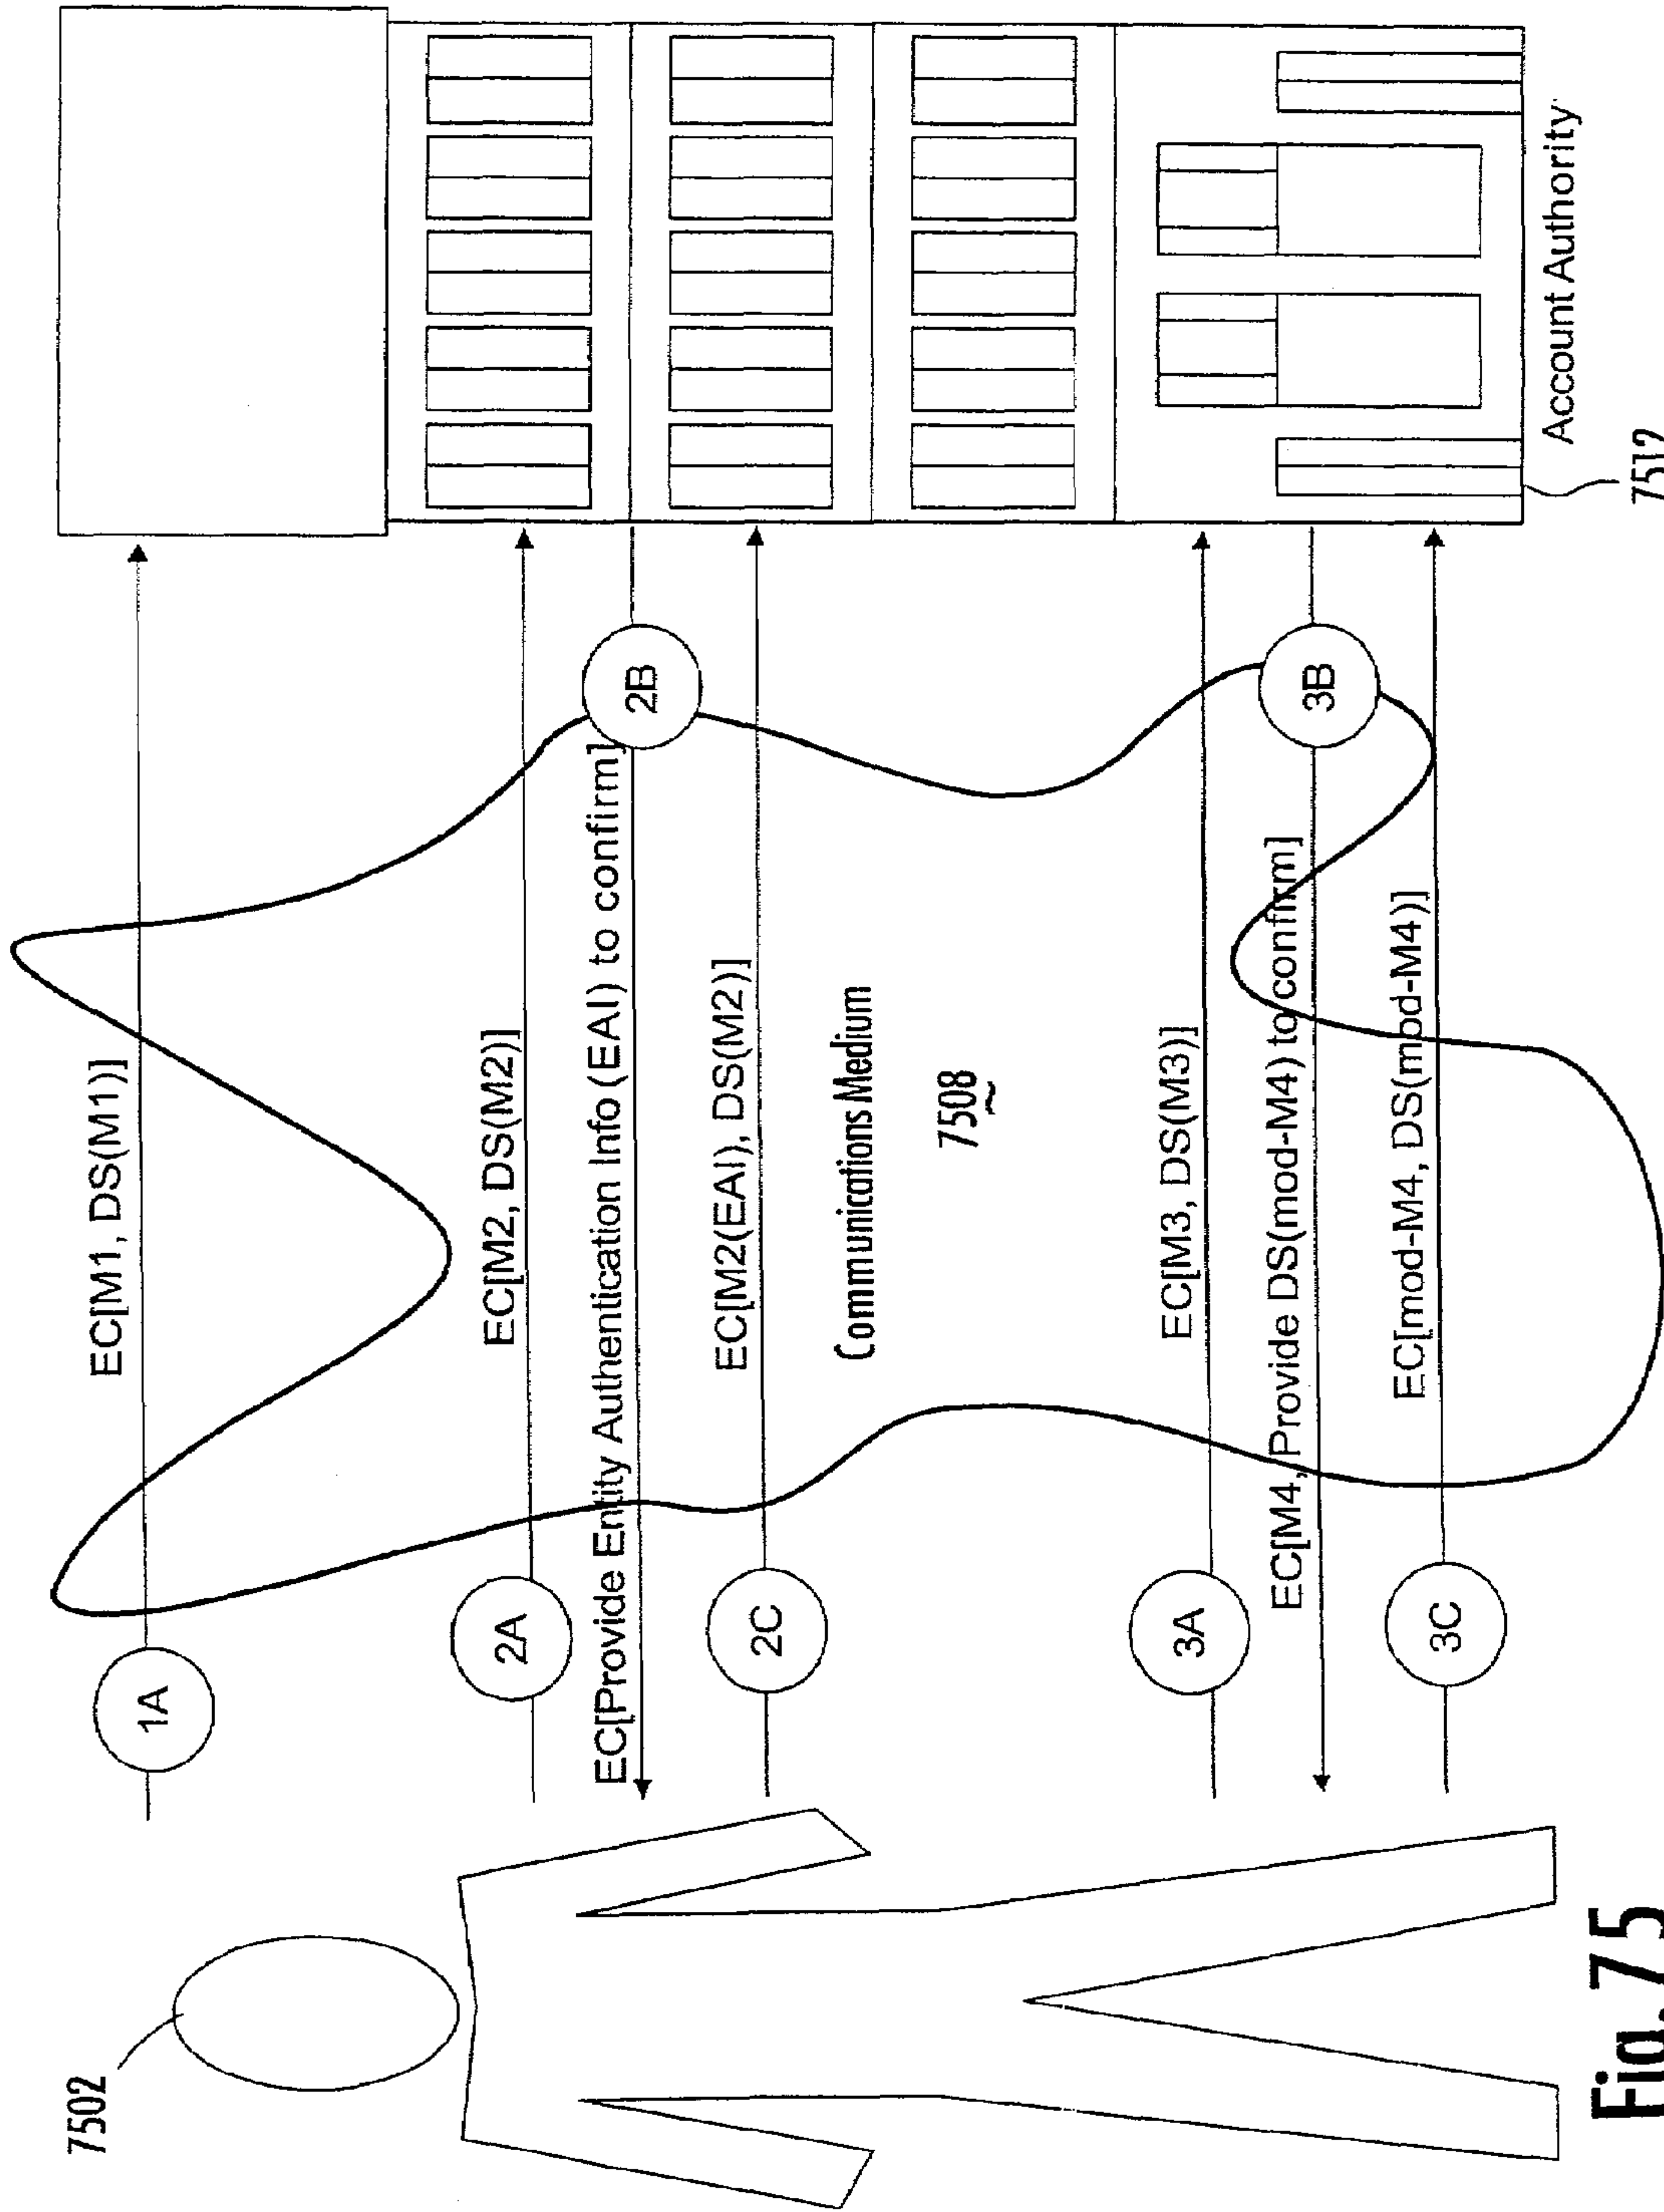 7502
1A
EC[M1, DS(M1)]
2A
EC[M2, DS(M2)]
EC[Provide Entity Authentication Info (EAI) to confirm]
2B
2C
EC[M2(EAI), DS(M2)]
Communications Medium
7508
3A
EC[M3, DS(M3)]
EC[M4, Provide DS(mod-M4) to confirm]
3B
3C
EC[mod-M4, DS(mod-M4)]
Account Authority
7512
Fig. 75